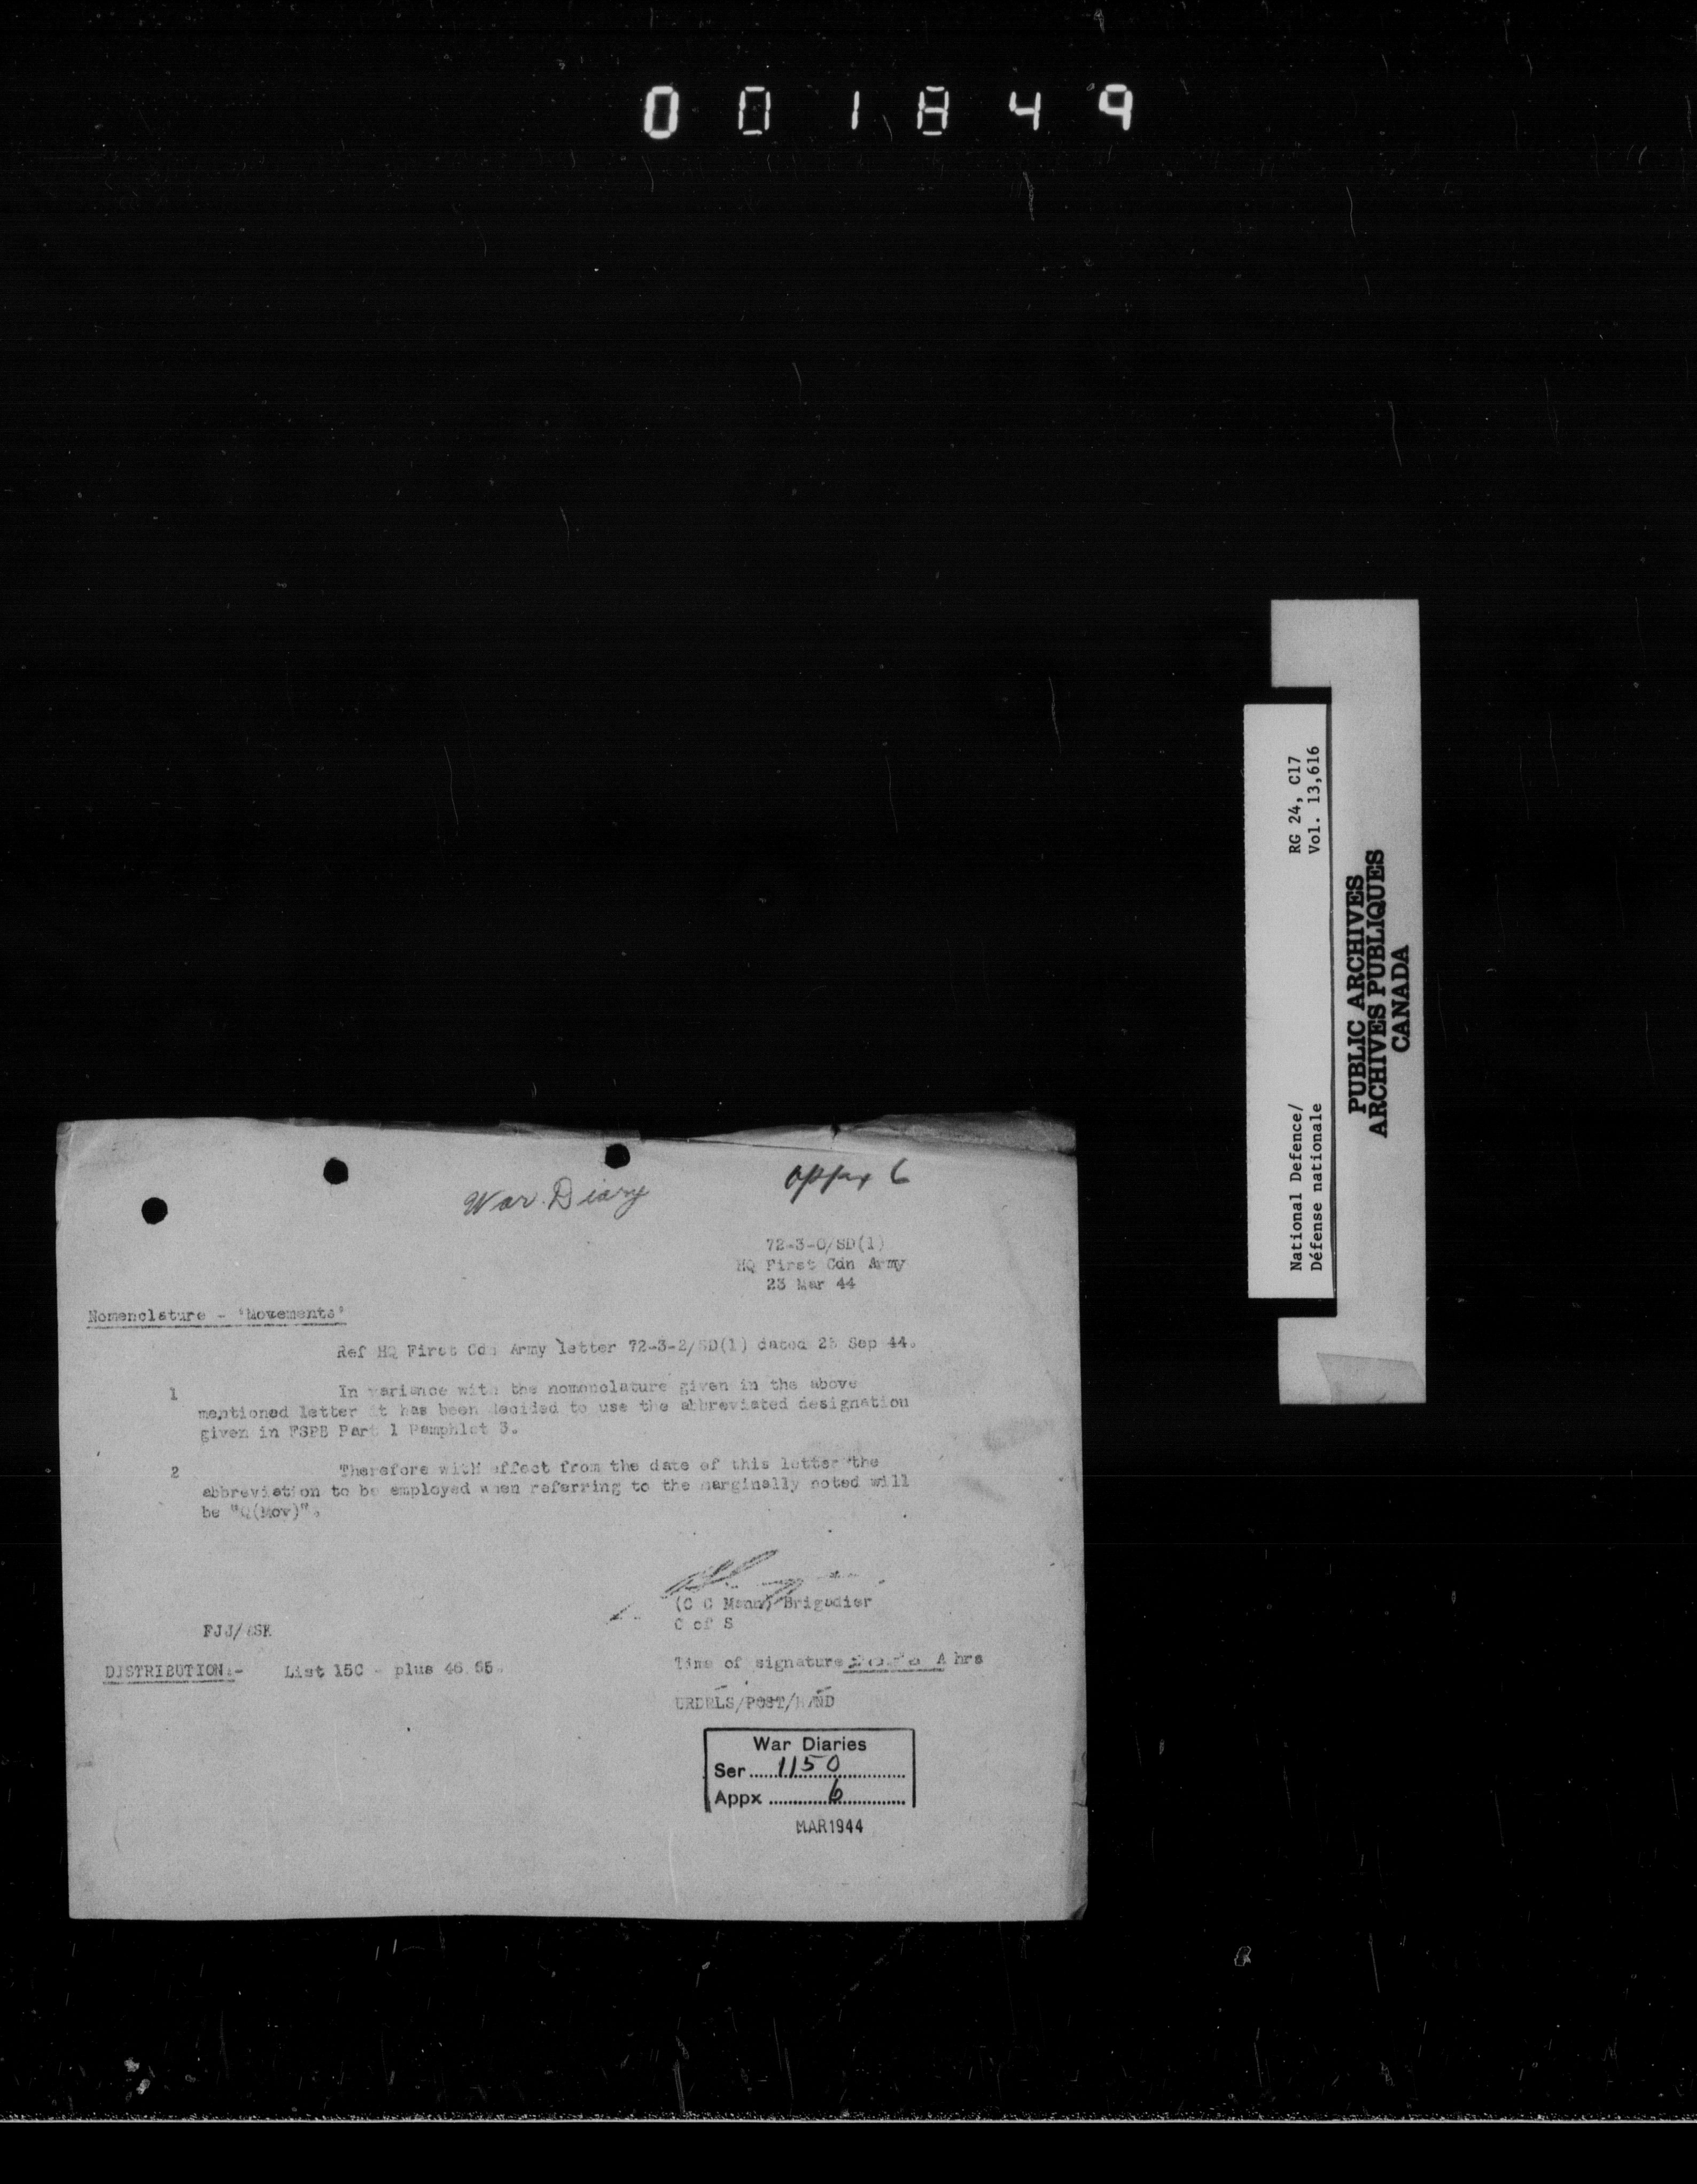 001849
War Diary
Appx 6
72-3-0/SD(1)
HQ First Cdn Army
23 Mar 44
Nomenclature - 'Movements'
Ref HQ First Cdn Army letter 72-3-2/SD(1) dated 23 Sep 44.
1 In variance with the nomenclature given in the above
mentioned letter it has been decided to use the abbreviated designation
given in FSPB Part 1 Pamphlet 3.
2 Therefore with effect from the date of this letter the
abbreviation to be employed when referring to the marginally noted will
be "Q(Mov)".
(C C Mann) Brigadier
C of S
FJJ/
DISTRIBUTION:- List 15C - plus 46 65.
Time of signature A hrs
URDRLS/POST/HAND
War Diaries
Ser 1150
Appx 6
MAR 1944
National Defence/ RG 24, C17
Défense nationale Vol. 13,616
PUBLIC ARCHIVES
ARCHIVES PUBLIQUES
CANADA